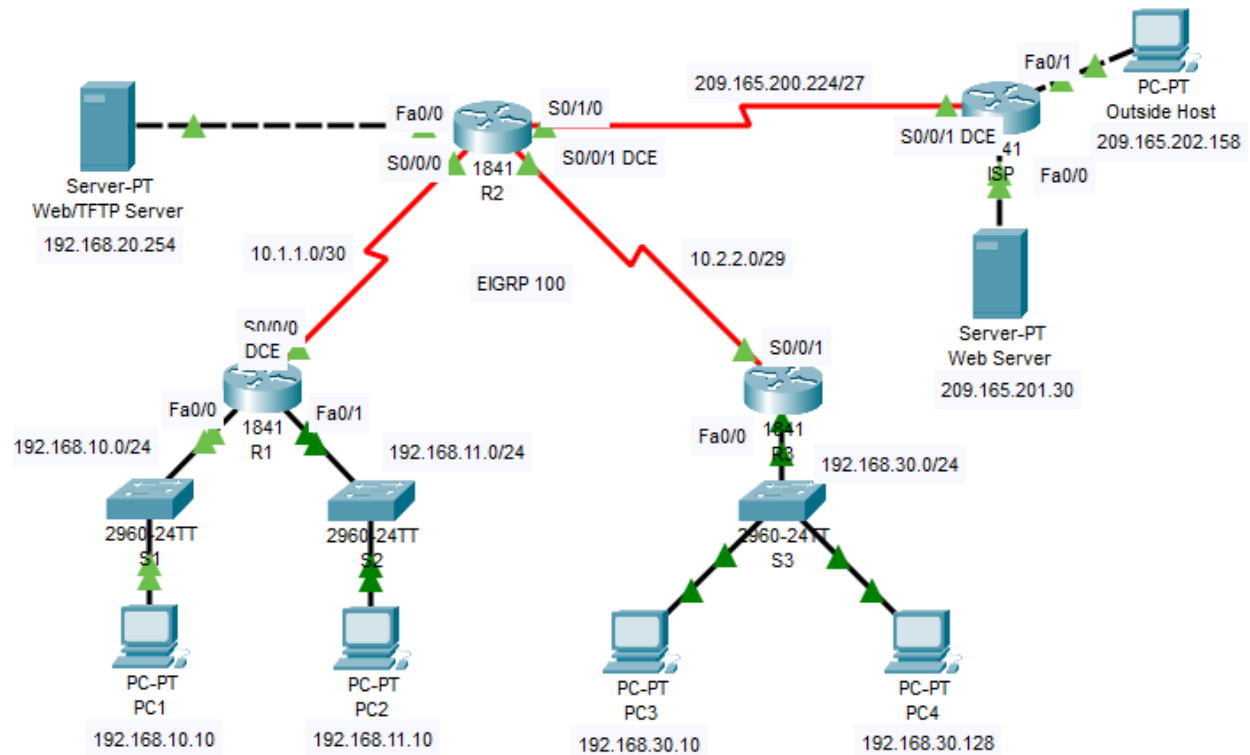 Fa0/1
PC-PT
Outside Host
209.165.202.158
209.165.200.224/27
Fa0/0
S0/1/0
S0/0/1 DCE
41
ISP
Fa0/0
S0/0/0
S0/0/1 DCE
1841
R2
Server-PT
Web/TFTP Server
192.168.20.254
10.1.1.0/30
10.2.2.0/29
EIGRP 100
Server-PT
Web Server
209.165.201.30
S0/0/0
DCE
S0/0/1
Fa0/0
Fa0/1
1841
R1
Fa0/0
1841
R3
192.168.10.0/24
192.168.11.0/24
192.168.30.0/24
2960-24TT
S1
2960-24TT
S2
2960-24TT
S3
PC-PT
PC1
192.168.10.10
PC-PT
PC2
192.168.11.10
PC-PT
PC3
192.168.30.10
PC-PT
PC4
192.168.30.128